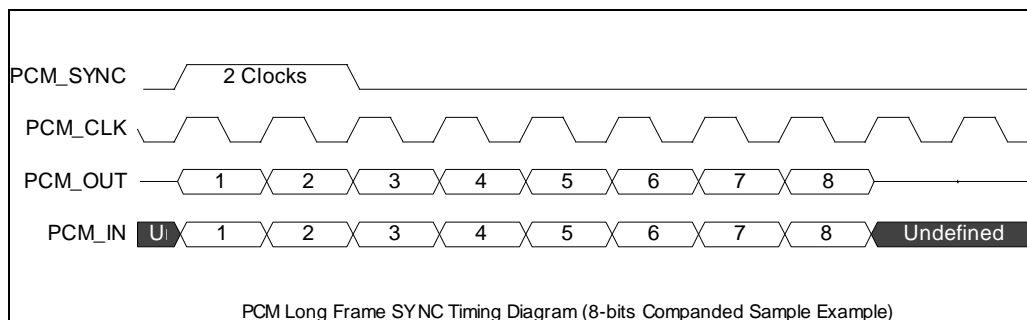 PCM_SYNC 2 Clocks
PCM_CLK
PCM_OUT 1 2 3 4 5 6 7 8
PCM_IN U 1 2 3 4 5 6 7 8 Undefined
PCM Long Frame SYNC Timing Diagram (8-bits Companded Sample Example)